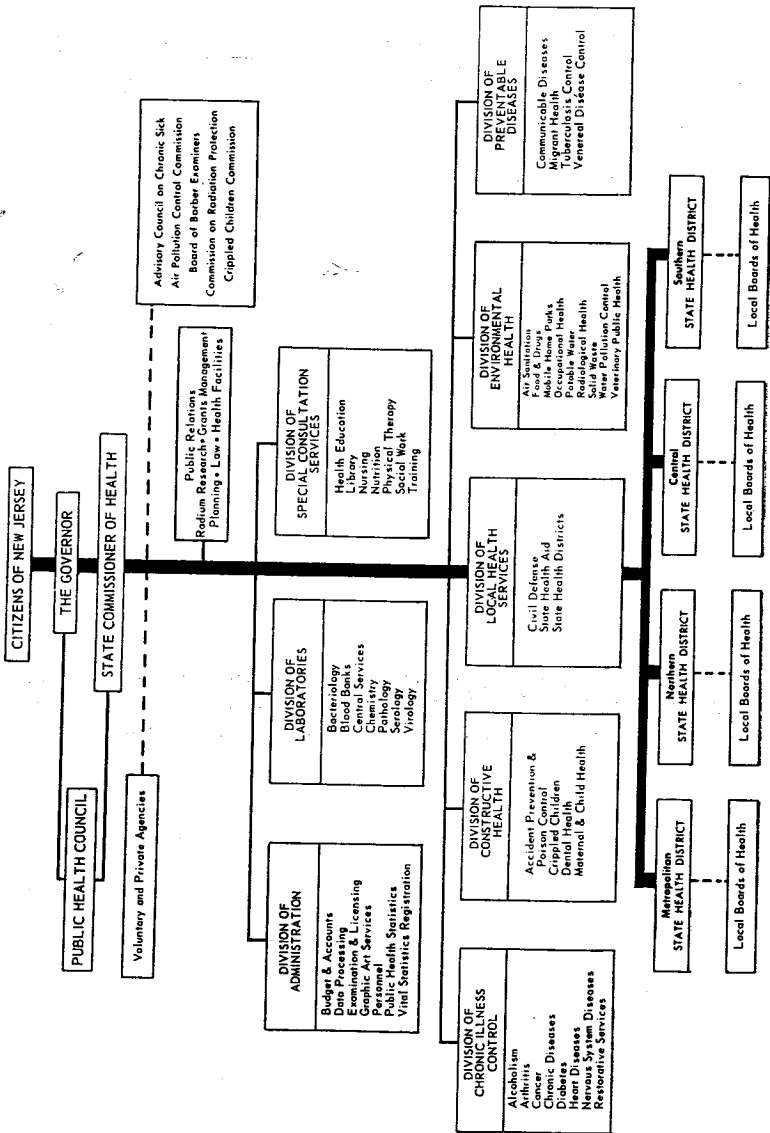 CITIZENS OF NEW JERSEY
THE GOVERNOR
PUBLIC HEALTH COUNCIL
STATE COMMISSIONER OF HEALTH
Voluntary and Private Agencies
Advisory Council on Chronic Sick
Air Pollution Control Commission
Board of Barber Examiners
Commission on Radiation Protection
Crippled Children Commission
Public Relations
Radium Research • Grants Management
Planning • Law • Health Facilities
DIVISION OF
ADMINISTRATION
Budget & Accounts
Data Processing
Examination & Licensing
Graphic Art Services
Personnel
Public Health Statistics
Vital Statistics Registration
DIVISION OF
LABORATORIES
Bacteriology
Blood Banks
Central Services
Chemistry
Pathology
Serology
Virology
DIVISION OF
SPECIAL CONSULTATION
SERVICES
Health Education
Library
Nursing
Nutrition
Physical Therapy
Social Work
Training
DIVISION OF
CHRONIC ILLNESS
CONTROL
Alcoholism
Arthritis
Cancer
Chronic Diseases
Diabetes
Heart Diseases
Nervous System Diseases
Restorative Services
DIVISION OF
CONSTRUCTIVE
HEALTH
Accident Prevention &
Poison Control
Crippled Children
Dental Health
Maternal & Child Health
DIVISION OF
LOCAL HEALTH
SERVICES
Civil Defense
State Health Aid
State Health Districts
DIVISION OF
ENVIRONMENTAL
HEALTH
Air Sanitation
Food & Drugs
Mobile Home Parks
Occupational Health
Potable Water
Radiological Health
Solid Waste
Water Pollution Control
Veterinary Public Health
DIVISION OF
PREVENTABLE
DISEASES
Communicable Diseases
Migrant Health
Tuberculosis Control
Venereal Disease Control
Metropolitan
STATE HEALTH DISTRICT
Northern
STATE HEALTH DISTRICT
Central
STATE HEALTH DISTRICT
Southern
STATE HEALTH DISTRICT
Local Boards of Health
Local Boards of Health
Local Boards of Health
Local Boards of Health